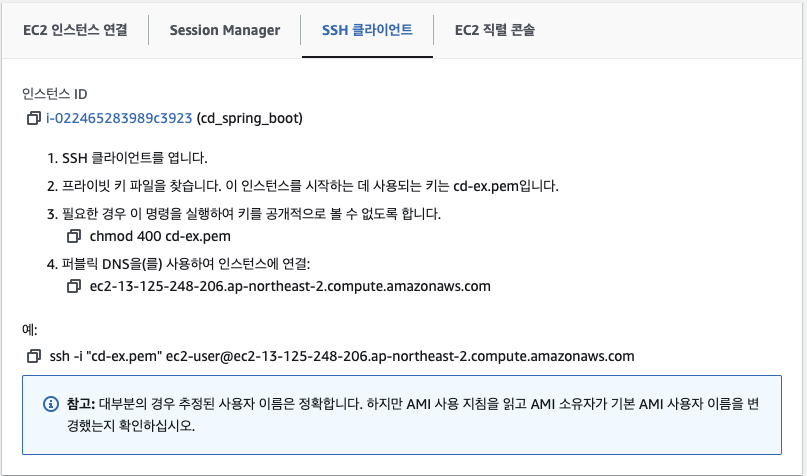 EC2 인스턴스 연결 Session Manager SSH 클라이언트 EC2 직렬 콘솔
인스턴스 ID
i-022465283989c3923 (cd_spring_boot)
1. SSH 클라이언트를 엽니다.
2. 프라이빗 키 파일을 찾습니다. 이 인스턴스를 시작하는 데 사용되는 키는 cd-ex.pem입니다.
3. 필요한 경우 이 명령을 실행하여 키를 공개적으로 볼 수 없도록 합니다.
chmod 400 cd-ex.pem
4. 퍼블릭 DNS을(를) 사용하여 인스턴스에 연결:
ec2-13-125-248-206.ap-northeast-2.compute.amazonaws.com
예:
ssh -i "cd-ex.pem" ec2-user@ec2-13-125-248-206.ap-northeast-2.compute.amazonaws.com
참고: 대부분의 경우 추정된 사용자 이름은 정확합니다. 하지만 AMI 사용 지침을 읽고 AMI 소유자가 기본 AMI 사용자 이름을 변
경했는지 확인하십시오.